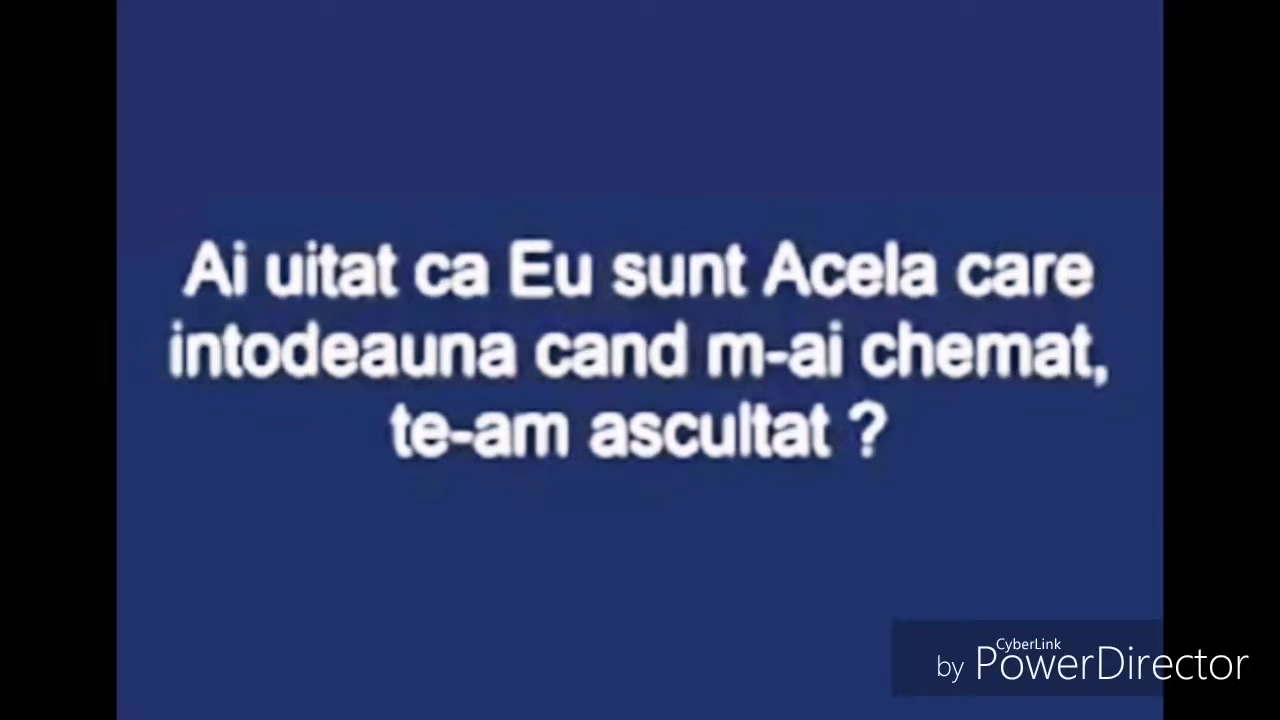 Ai uitat ca Eu sunt Acela care
intodeauna cand m-ai chemat,
te-am ascultat ?
CyberLink
by PowerDirector